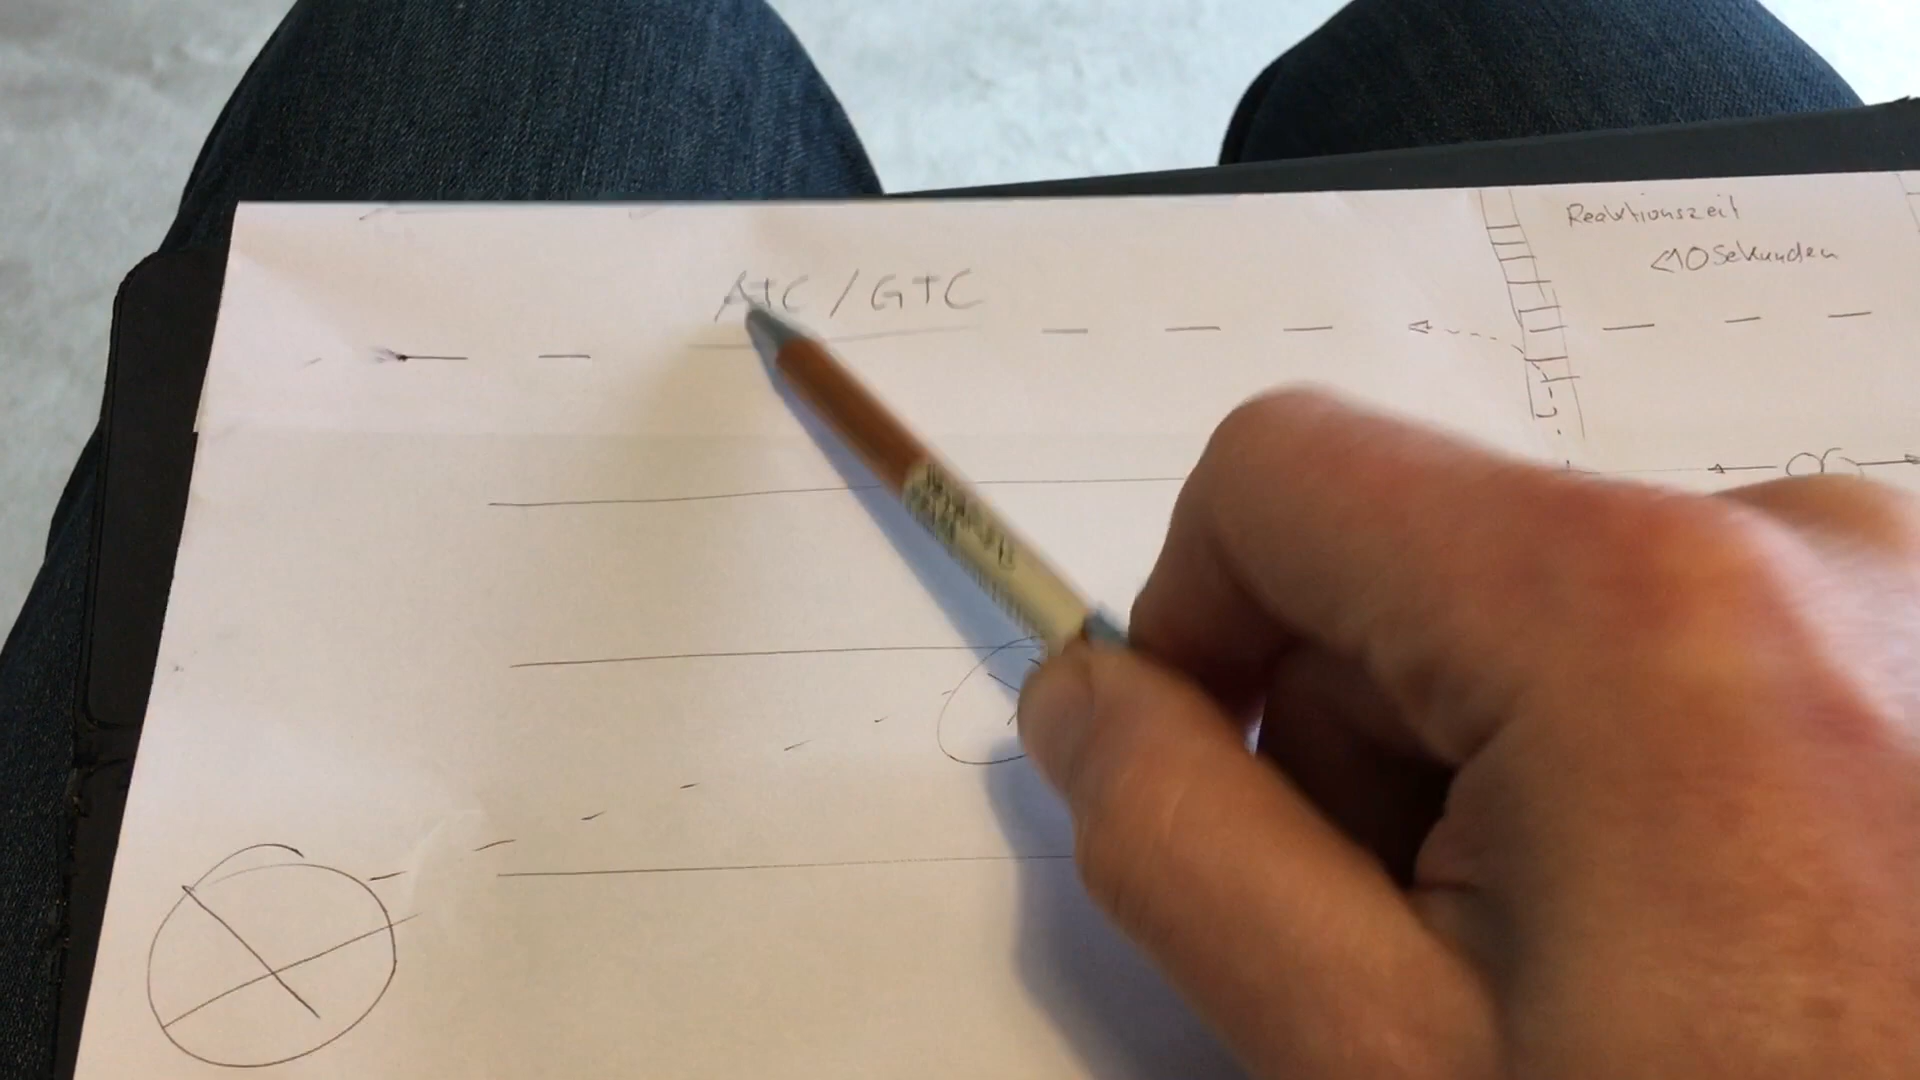 ATC / GTC
Reaktionszeit
<10 Sekunden